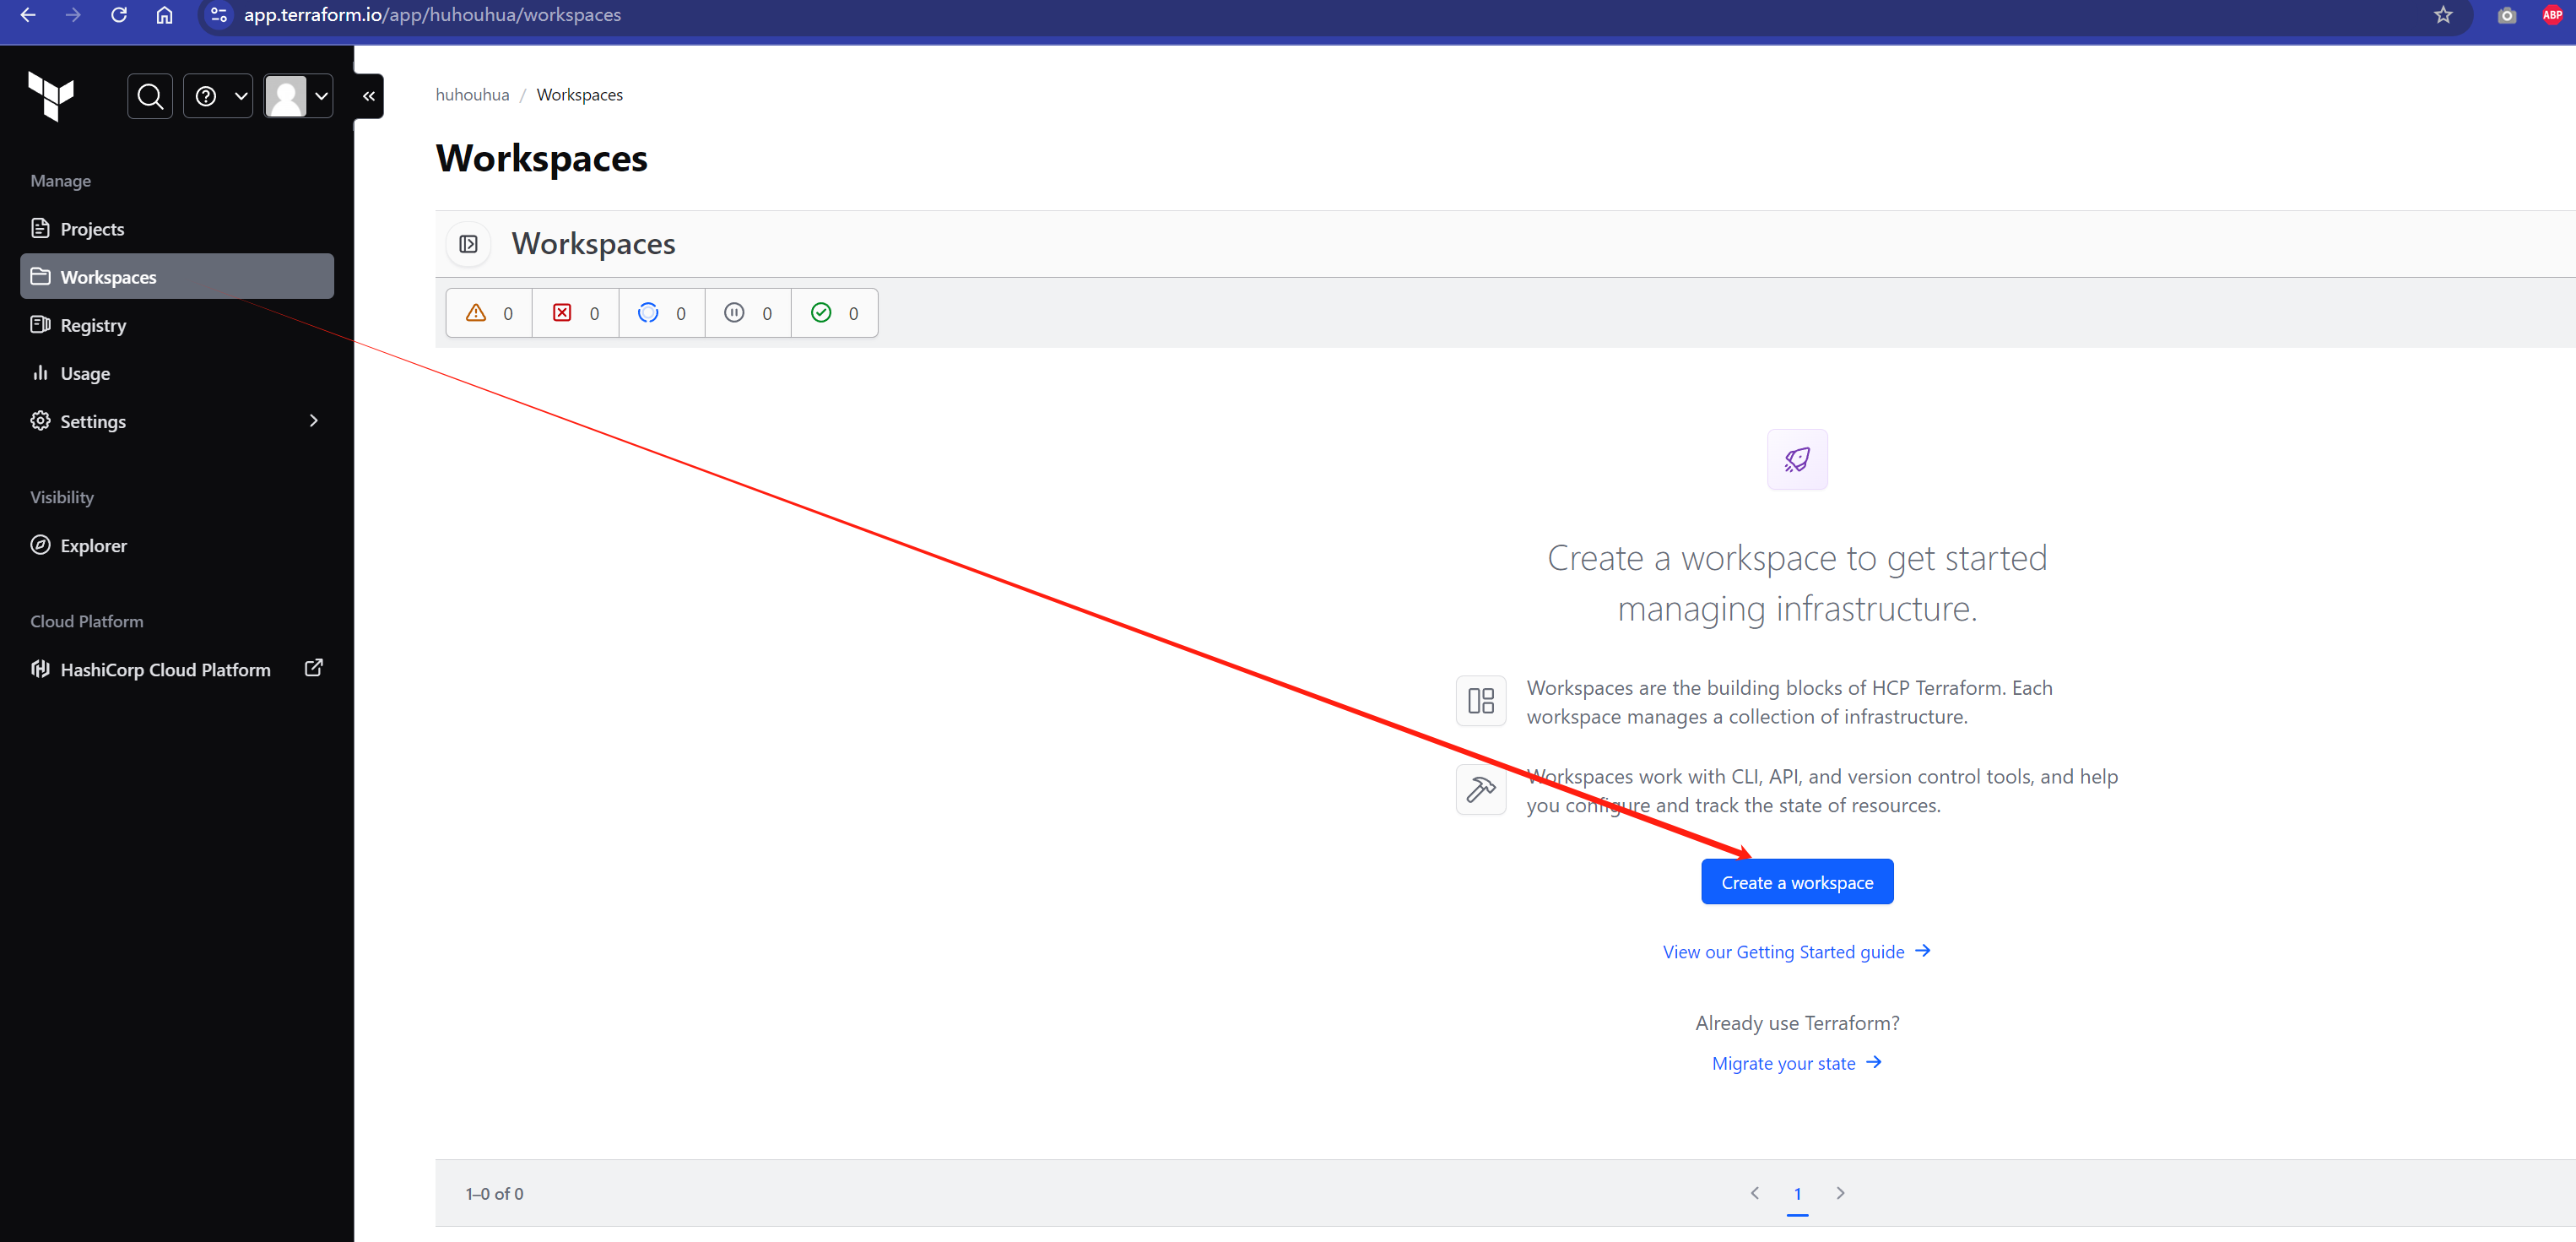 app.terraform.io/app/huhouhua/workspaces
ABP
huhouhua / Workspaces
Workspaces
Manage
Projects
Workspaces
Registry
Usage
Settings
Visibility
Explorer
Cloud Platform
HashiCorp Cloud Platform
Workspaces
0 0 0 0 0
Create a workspace to get started
managing infrastructure.
Workspaces are the building blocks of HCP Terraform. Each
workspace manages a collection of infrastructure.
Workspaces work with CLI, API, and version control tools, and help
you configure and track the state of resources.
Create a workspace
View our Getting Started guide
Already use Terraform?
Migrate your state
1–0 of 0
1